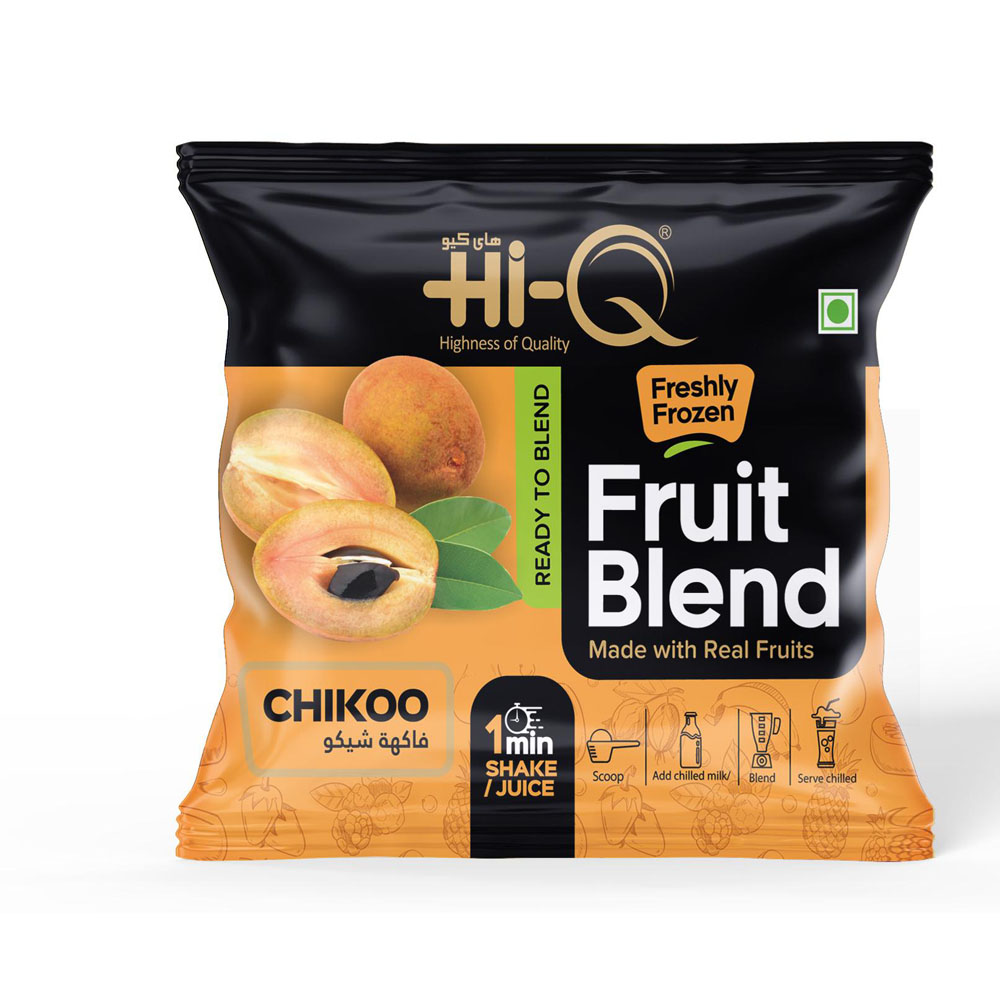 هاي كيو
Hi-Q®
Highness of Quality
READY TO BLEND
Freshly
Frozen
Fruit
Blend
Made with Real Fruits
CHIKOO
فاكهة شيكو
1 min
SHAKE
/ JUICE
Scoop
Add chilled milk/
Blend
Serve chilled